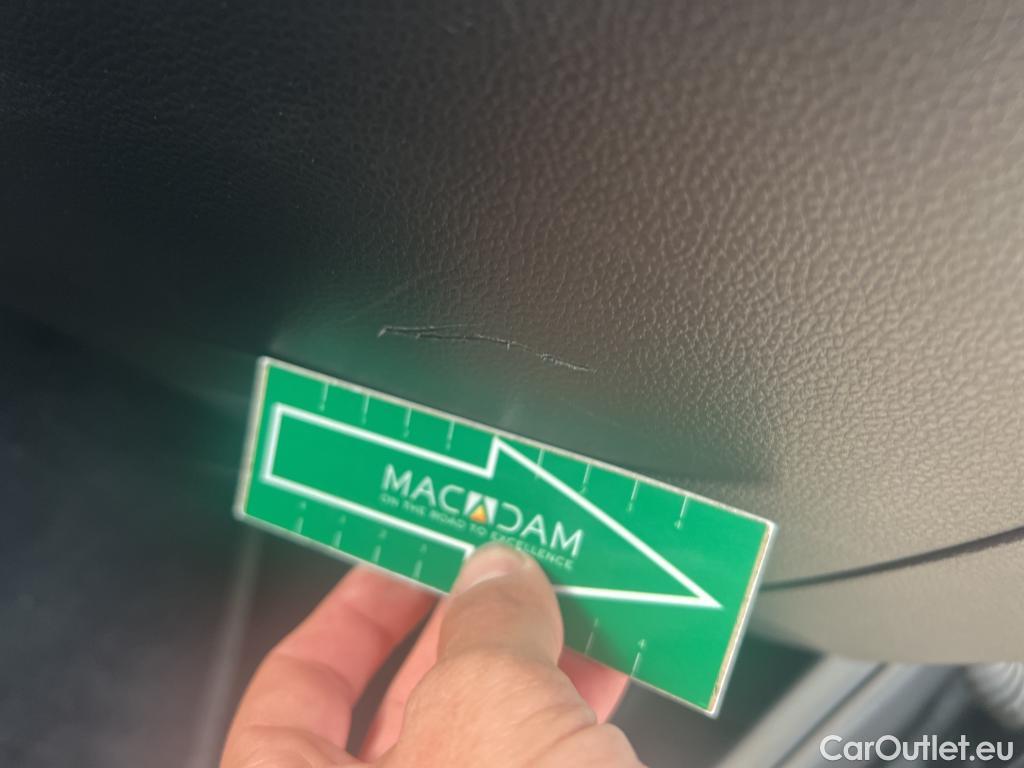 MACADAM
ON THE ROAD TO EXCELLENCE
CarOutlet.eu